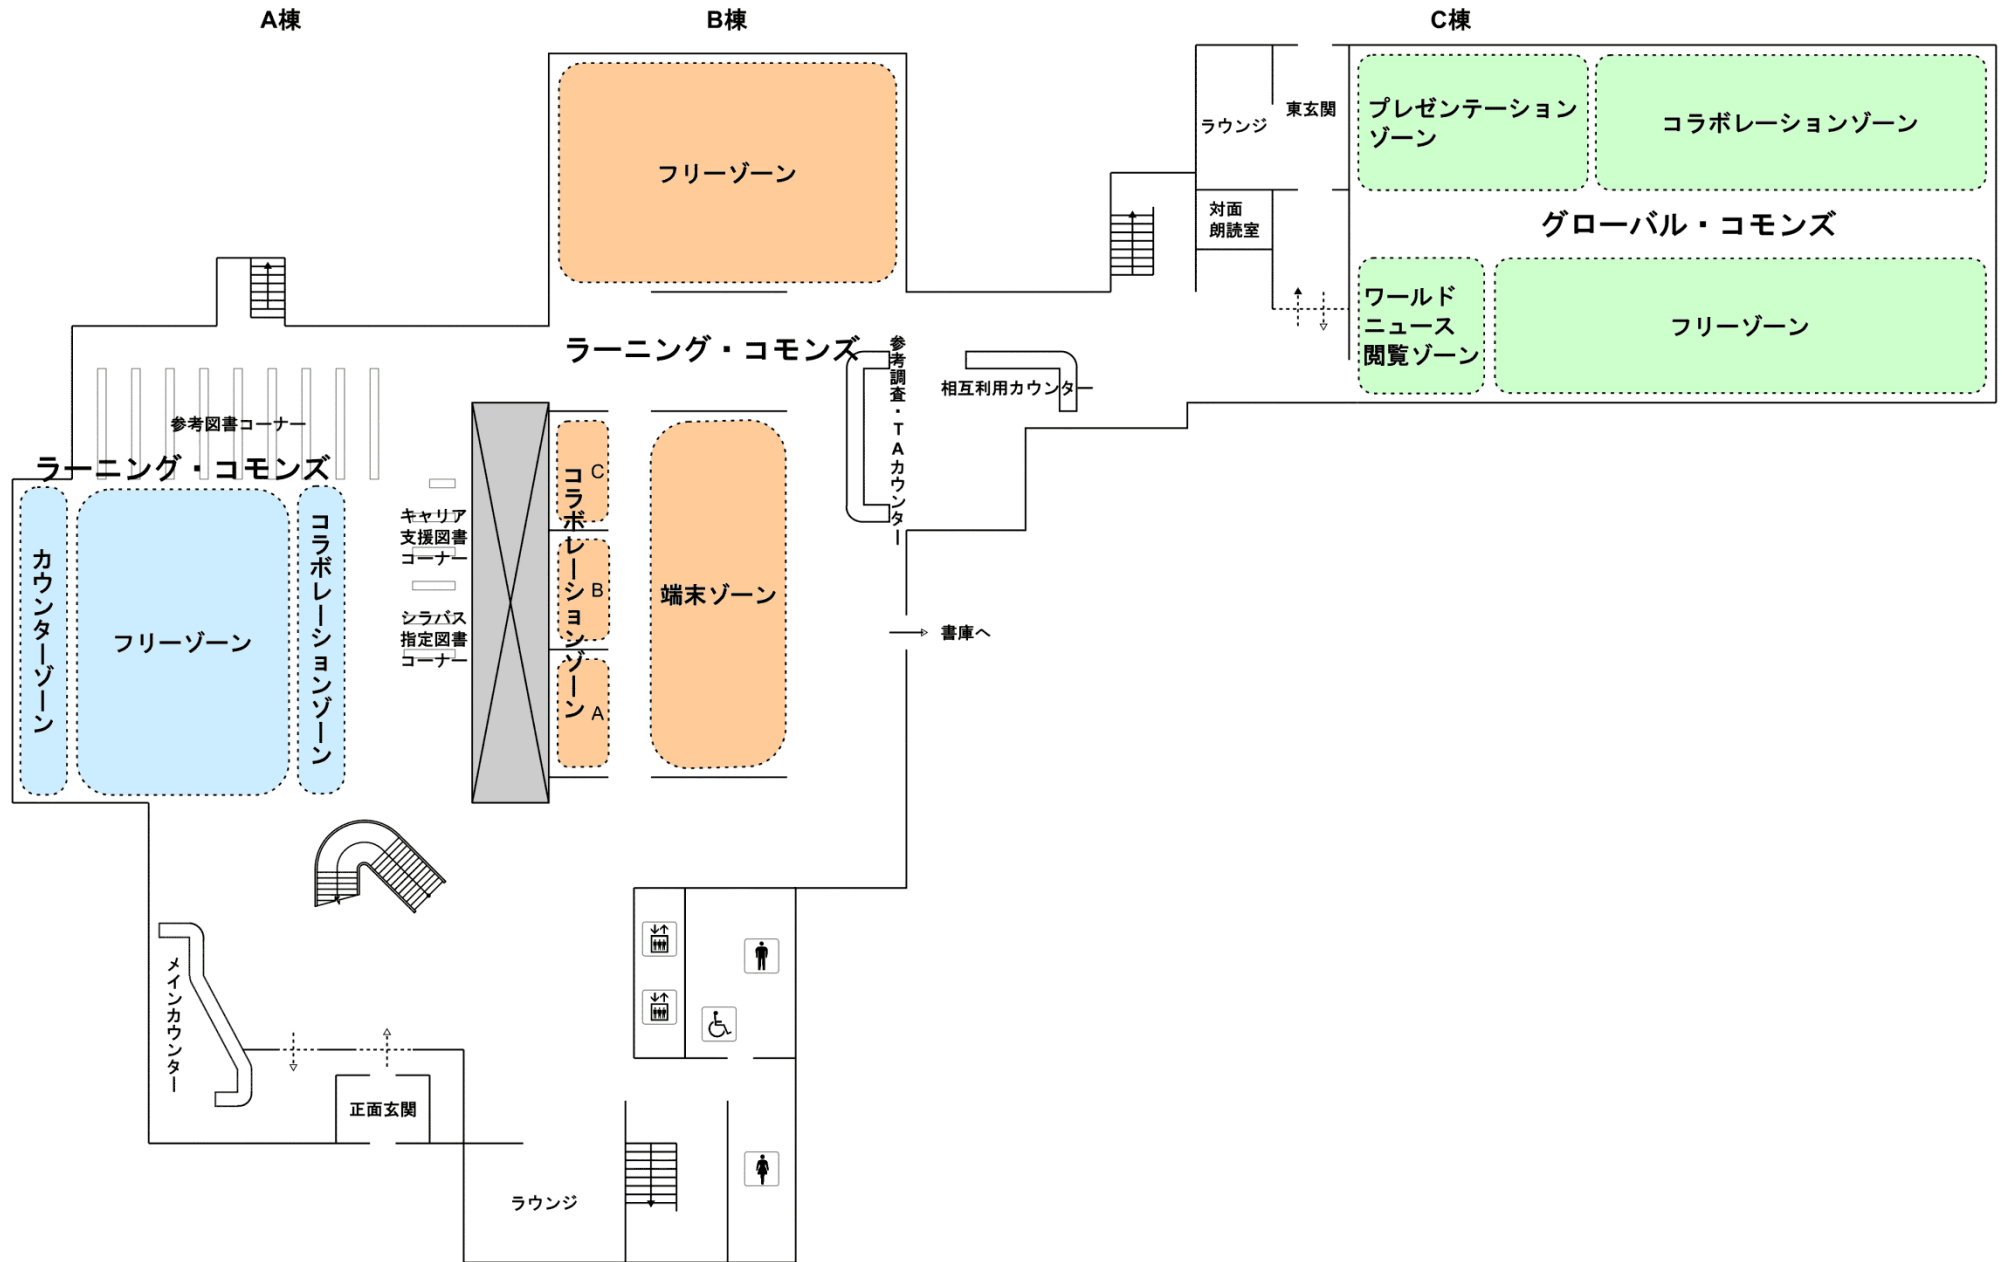 A棟
B棟
C棟
フリーゾーン
ラウンジ
東玄関
プレゼンテーション
ゾーン
コラボレーションゾーン
対面
朗読室
グローバル・コモンズ
ワールド
ニュース
閲覧ゾーン
フリーゾーン
ラーニング・コモンズ
参考調査・TAカウンター
相互利用カウンター
参考図書コーナー
ラーニング・コモンズ
カウンターゾーン
フリーゾーン
コラボレーションゾーン
キャリア
支援図書
コーナー
シラバス
指定図書
コーナー
コラボレーションゾーン
C
B
A
端末ゾーン
書庫へ
メインカウンター
正面玄関
ラウンジ